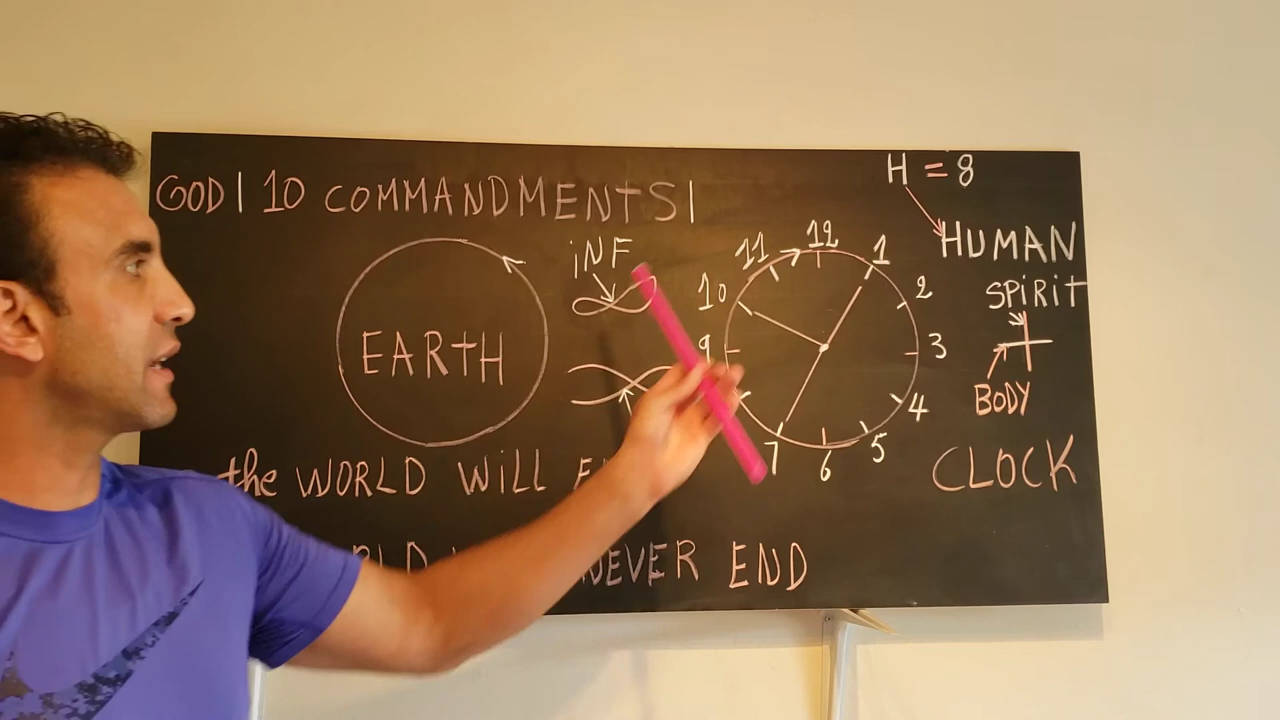 GOD | 10 COMMANDMENTS |
H = 8
HUMAN
SPiRiT
BODY
iNF
EARTH
12
1
2
3
4
5
6
7
9
10
11
CLOCK
the WORLD WiLL
NEVER END